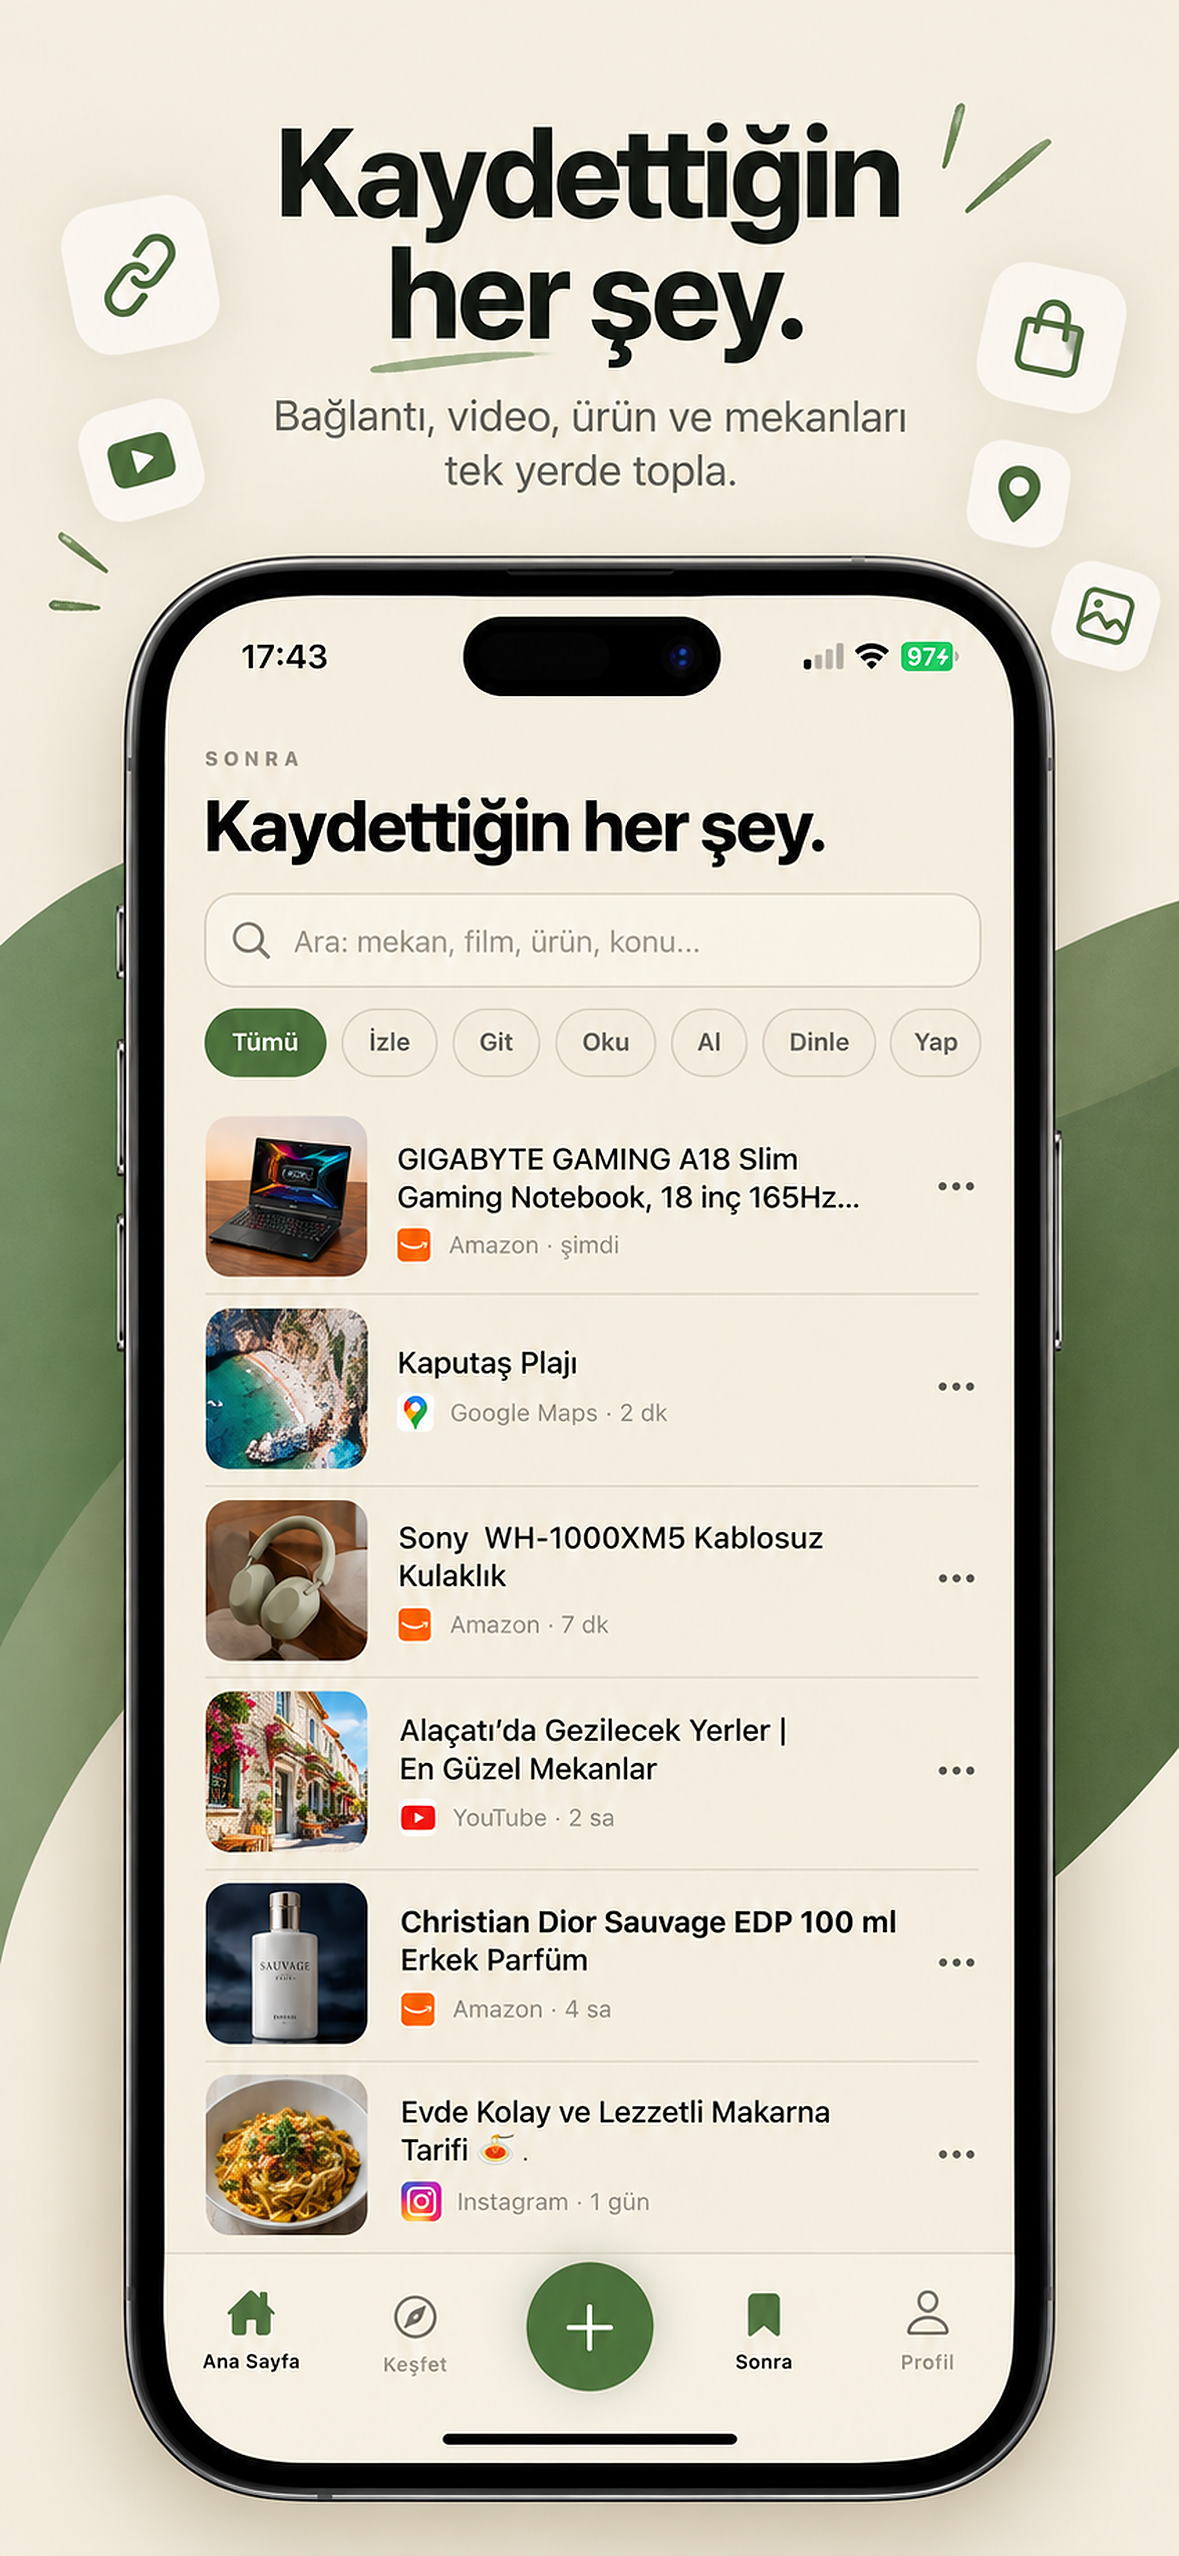 Kaydettiğin
her şey.
Bağlantı, video, ürün ve mekanları
tek yerde topla.
17:43
97
SONRA
Kaydettiğin her şey.
Ara: mekan, film, ürün, konu...
Tümü
İzle
Git
Oku
Al
Dinle
Yap
GIGABYTE GAMING A18 Slim
Gaming Notebook, 18 inç 165Hz...
Amazon · şimdi
Kaputaş Plajı
Google Maps · 2 dk
Sony WH-1000XM5 Kablosuz
Kulaklık
Amazon · 7 dk
Alaçatı’da Gezilecek Yerler |
En Güzel Mekanlar
YouTube · 2 sa
SAUVAGE
Christian Dior Sauvage EDP 100 ml
Erkek Parfüm
Amazon · 4 sa
Evde Kolay ve Lezzetli Makarna
Tarifi 🍝 .
Instagram · 1 gün
Ana Sayfa
Keşfet
Sonra
Profil